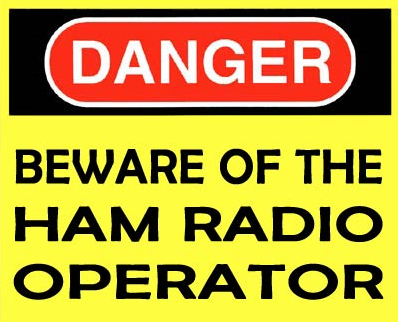 DANGER
BEWARE OF THE
HAM RADIO
OPERATOR